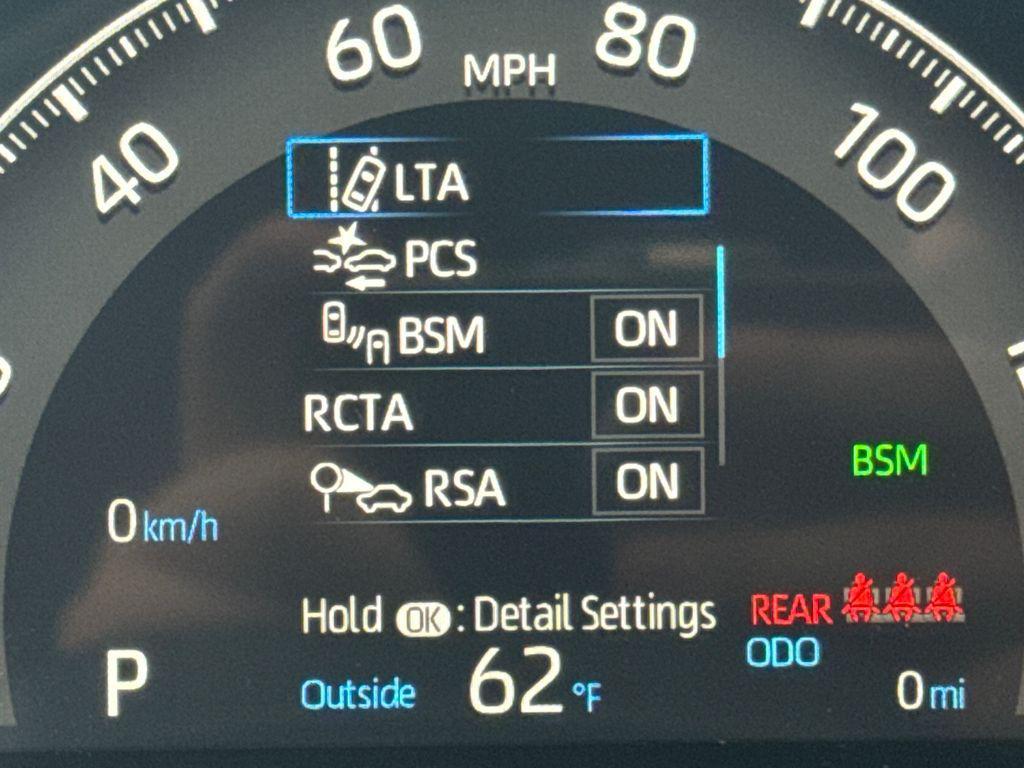 60
80
MPH
40
100
LTA
PCS
BSM ON
RCTA ON
RSA ON
BSM
0 km/h
Hold OK : Detail Settings
REAR
ODO
P
Outside 62 °F
0 mi